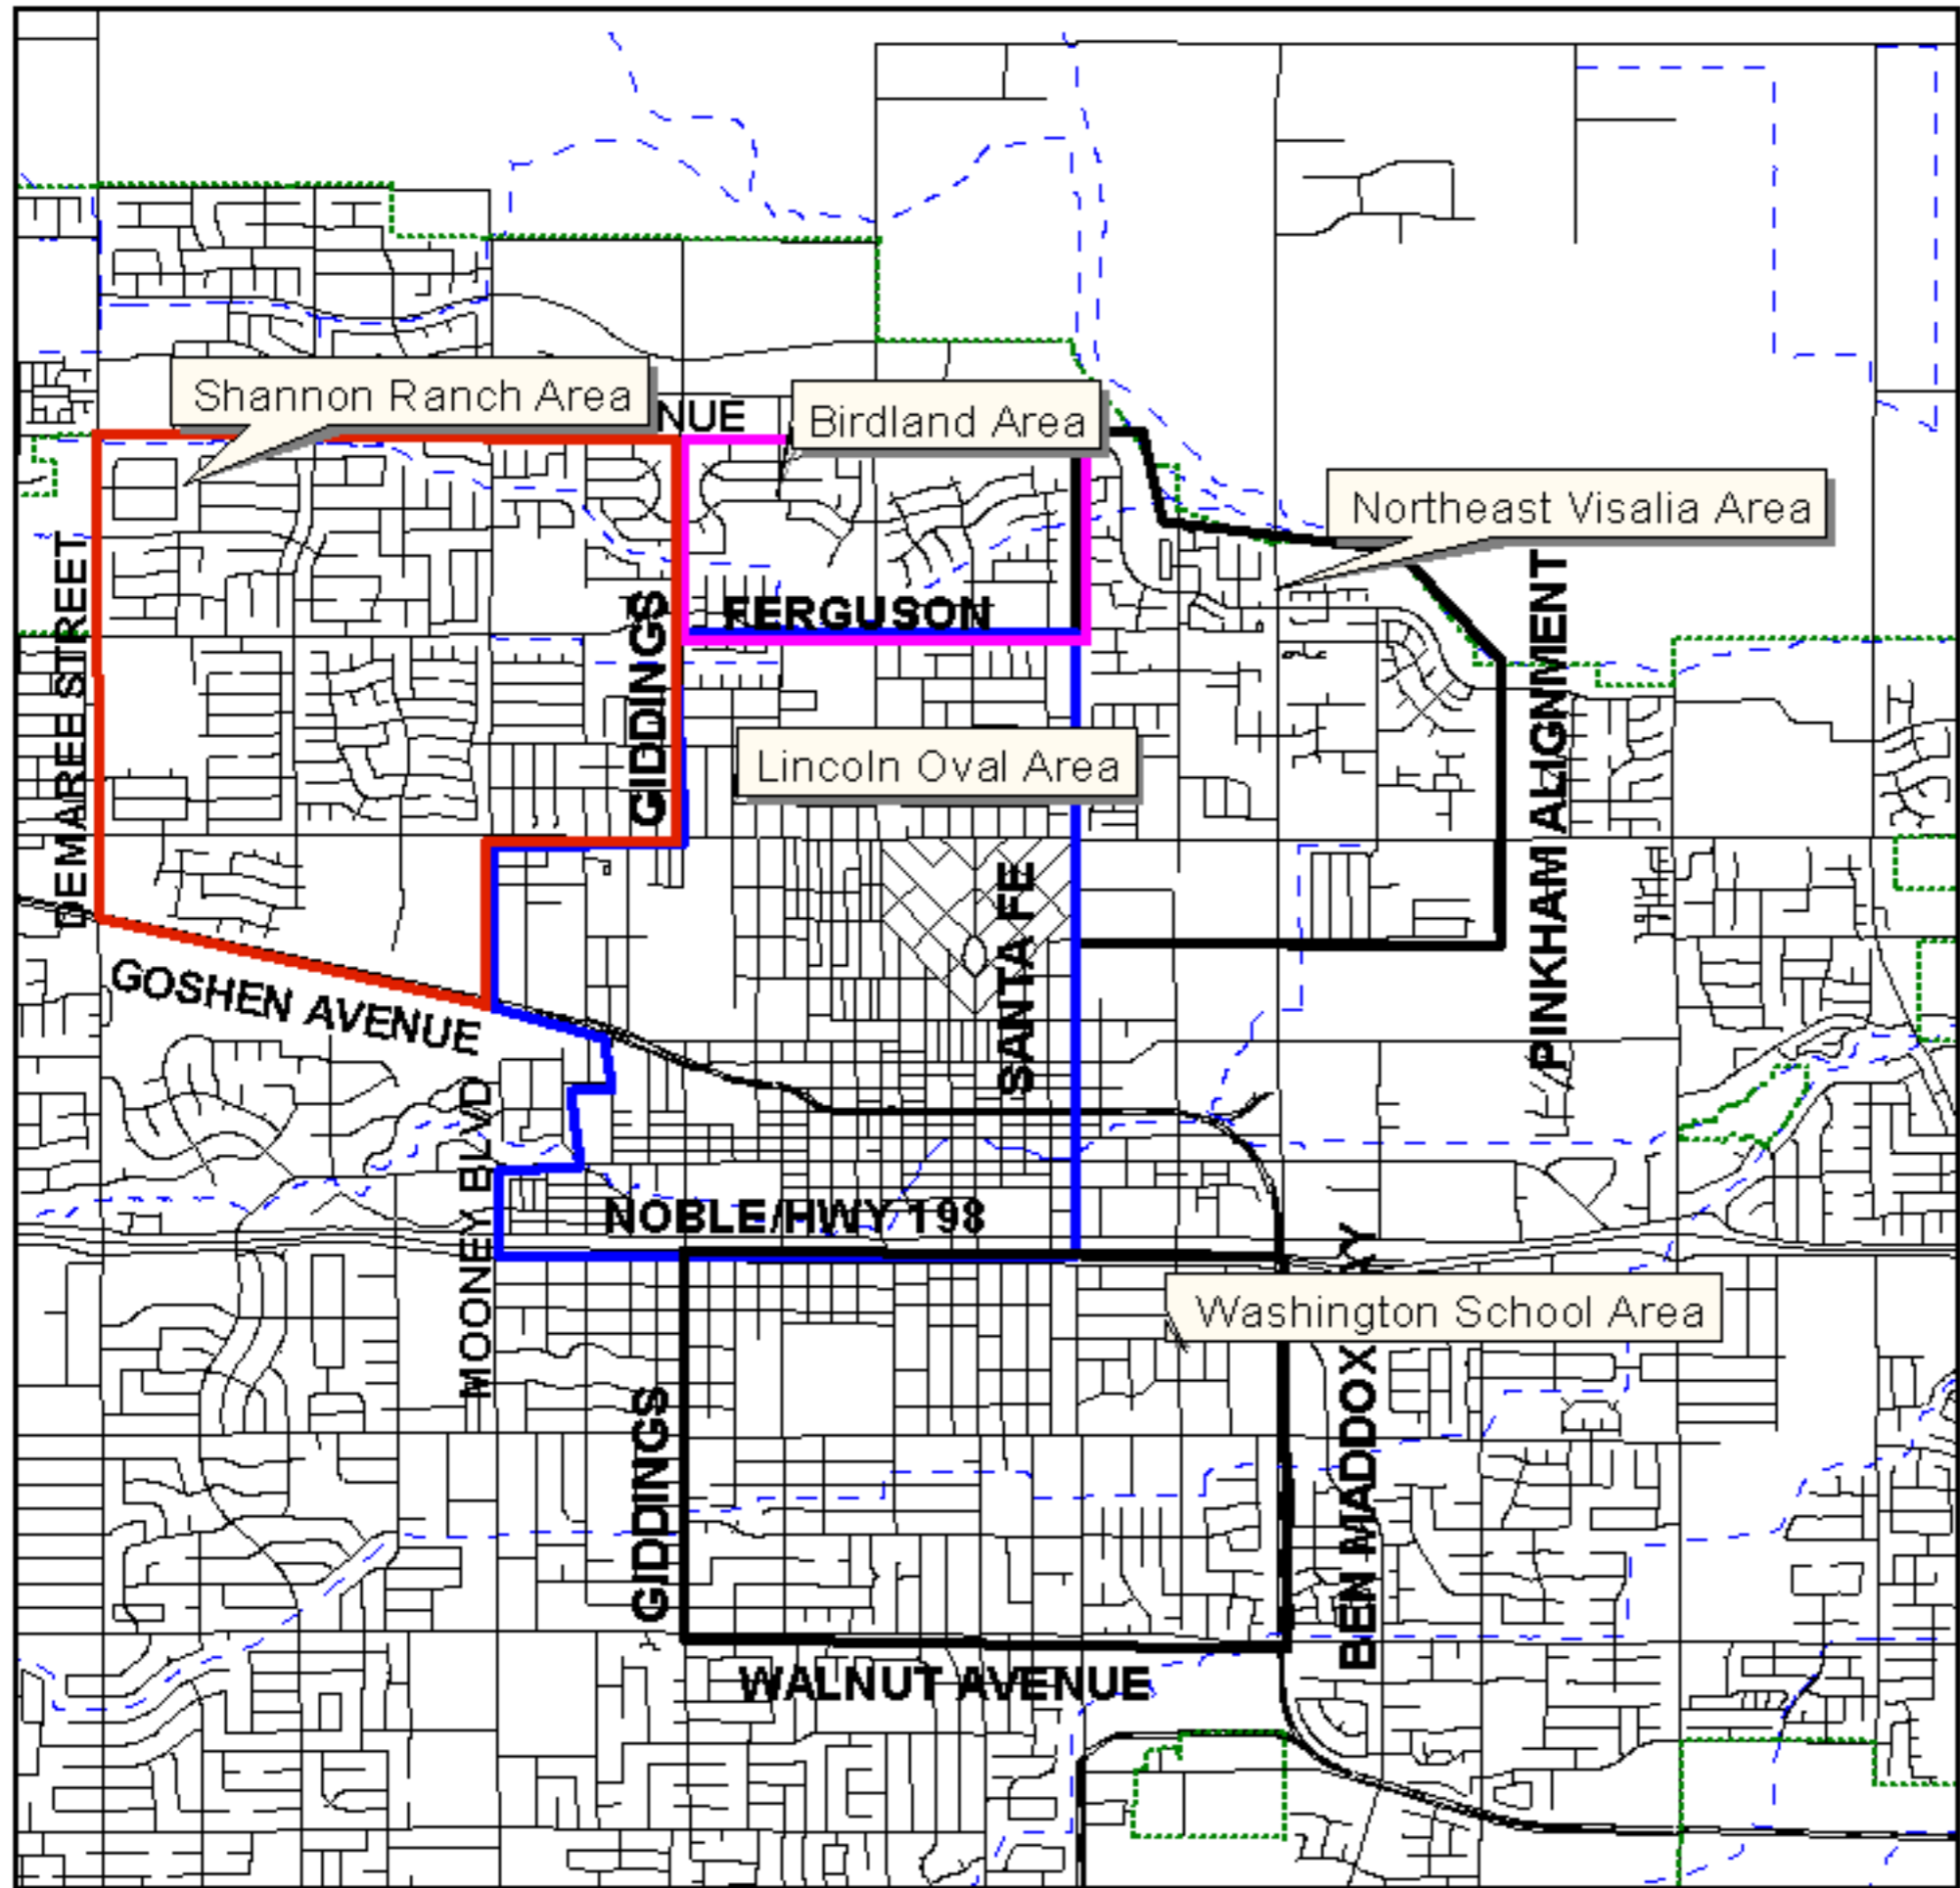 Shannon Ranch Area
NUE
Birdland Area
Northeast Visalia Area
DEMAREE STREET
GIDDINGS
FERGUSON
PINKHAM ALIGNMENT
Lincoln Oval Area
SANTA FE
GOSHEN AVENUE
MOONEY BLVD
NOBLE/HWY 198
Washington School Area
GIDDINGS
BEN MADDOX
WALNUT AVENUE